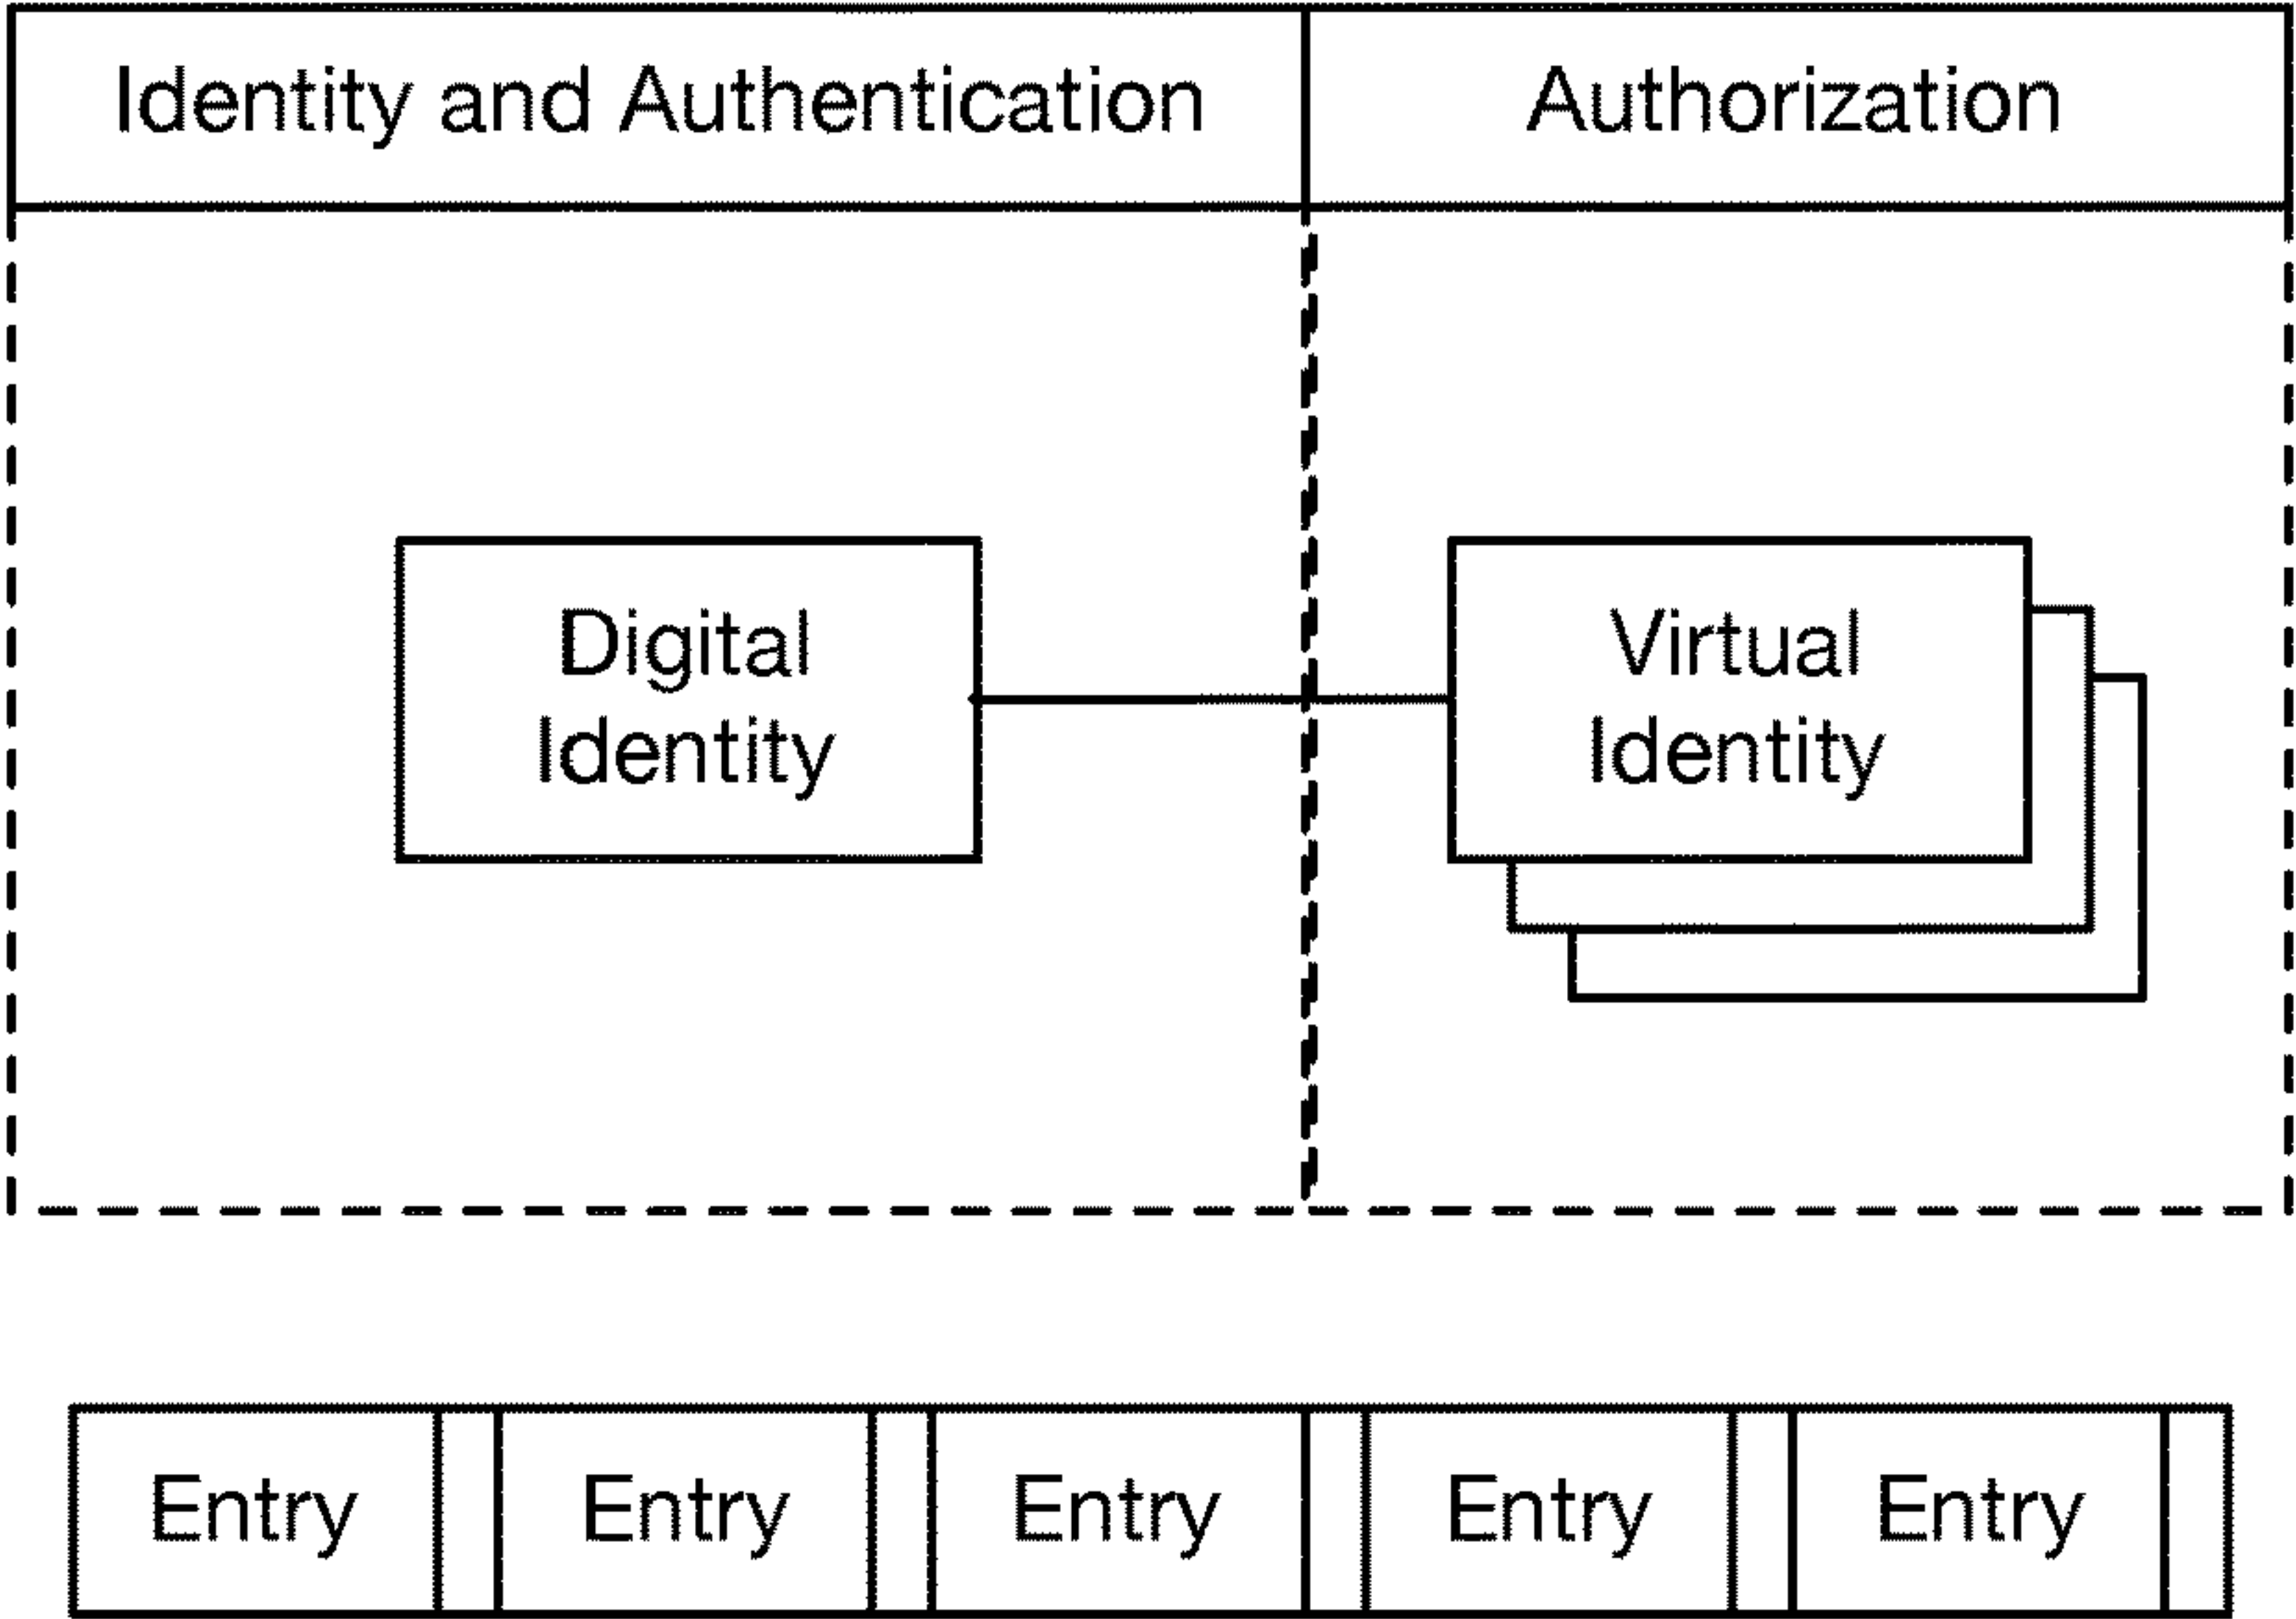 Identity and Authentication
Authorization
Digital
Identity
Virtual
Identity
Entry
Entry
Entry
Entry
Entry